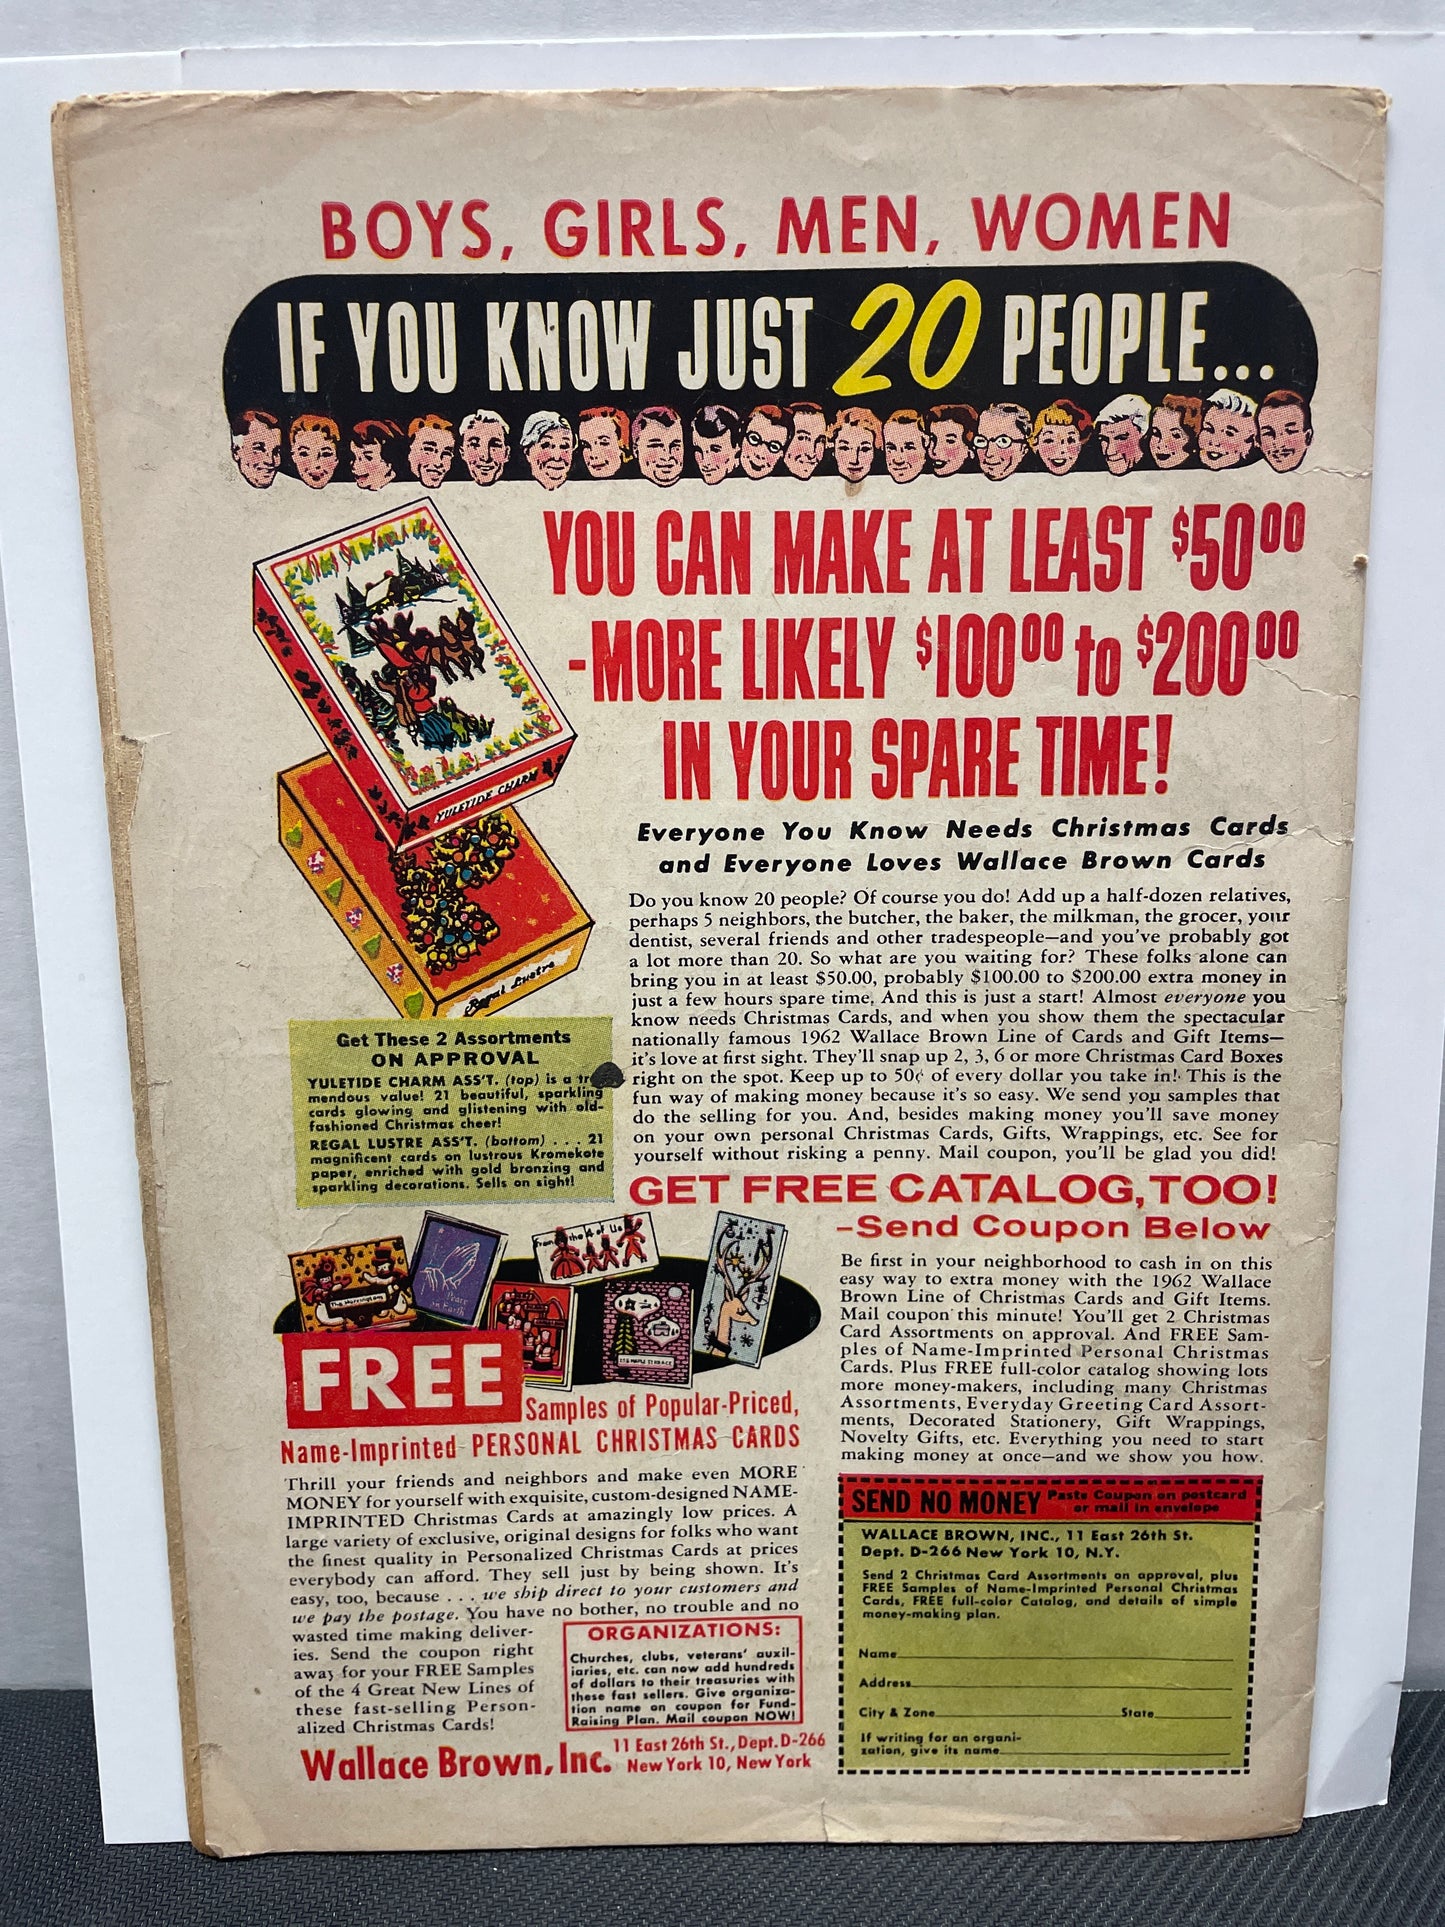 BOYS, GIRLS, MEN, WOMEN
IF YOU KNOW JUST 20 PEOPLE...
YOU CAN MAKE AT LEAST $50.00
-MORE LIKELY $100.00 to $200.00
IN YOUR SPARE TIME!
YULETIDE CHARM
Regal Lustre
Everyone You Know Needs Christmas Cards
and Everyone Loves Wallace Brown Cards
Do you know 20 people? Of course you do! Add up a half-dozen relatives,
perhaps 5 neighbors, the butcher, the baker, the milkman, the grocer, your
dentist, several friends and other tradespeople—and you've probably got
a lot more than 20. So what are you waiting for? These folks alone can
bring you in at least $50.00, probably $100.00 to $200.00 extra money in
just a few hours spare time. And this is just a start! Almost everyone you
know needs Christmas Cards, and when you show them the spectacular
nationally famous 1962 Wallace Brown Line of Cards and Gift Items—
it's love at first sight. They'll snap up 2, 3, 6 or more Christmas Card Boxes
right on the spot. Keep up to 50¢ of every dollar you take in! This is the
fun way of making money because it's so easy. We send you samples that
do the selling for you. And, besides making money you'll save money
on your own personal Christmas Cards, Gifts, Wrappings, etc. See for
yourself without risking a penny. Mail coupon, you'll be glad you did!
Get These 2 Assortments
ON APPROVAL
YULETIDE CHARM ASS'T. (top) is a tre-
mendous value! 21 beautiful, sparkling
cards glowing and glistening with old-
fashioned Christmas cheer!
REGAL LUSTRE ASS'T. (bottom) . . . 21
magnificent cards on lustrous Kromekote
paper, enriched with gold bronzing and
sparkling decorations. Sells on sight!
GET FREE CATALOG, TOO!
–Send Coupon Below
Be first in your neighborhood to cash in on this
easy way to extra money with the 1962 Wallace
Brown Line of Christmas Cards and Gift Items.
Mail coupon this minute! You'll get 2 Christmas
Card Assortments on approval. And FREE Sam-
ples of Name-Imprinted Personal Christmas
Cards. Plus FREE full-color catalog showing lots
more money-makers, including many Christmas
Assortments, Everyday Greeting Card Assort-
ments, Decorated Stationery, Gift Wrappings,
Novelty Gifts, etc. Everything you need to start
making money at once—and we show you how.
The Harringtons
Peace on Earth
From the 4 of Us
FREE
Samples of Popular-Priced,
Name-Imprinted PERSONAL CHRISTMAS CARDS
Thrill your friends and neighbors and make even MORE
MONEY for yourself with exquisite, custom-designed NAME-
IMPRINTED Christmas Cards at amazingly low prices. A
large variety of exclusive, original designs for folks who want
the finest quality in Personalized Christmas Cards at prices
everybody can afford. They sell just by being shown. It's
easy, too, because . . . we ship direct to your customers and
we pay the postage. You have no bother, no trouble and no
wasted time making deliver-
ies. Send the coupon right
away for your FREE Samples
of the 4 Great New Lines of
these fast-selling Person-
alized Christmas Cards!
ORGANIZATIONS:
Churches, clubs, veterans' auxil-
iaries, etc. can now add hundreds
of dollars to their treasuries with
these fast sellers. Give organiza-
tion name on coupon for Fund-
Raising Plan. Mail coupon NOW!
Wallace Brown, Inc. 11 East 26th St., Dept. D-266
New York 10, New York
SEND NO MONEY Paste Coupon on postcard
or mail in envelope
WALLACE BROWN, INC., 11 East 26th St.
Dept. D-266 New York 10, N.Y.
Send 2 Christmas Card Assortments on approval, plus
FREE Samples of Name-Imprinted Personal Christmas
Cards, FREE full-color Catalog, and details of simple
money-making plan.
Name
Address
City & Zone State
If writing for an organi-
zation, give its name